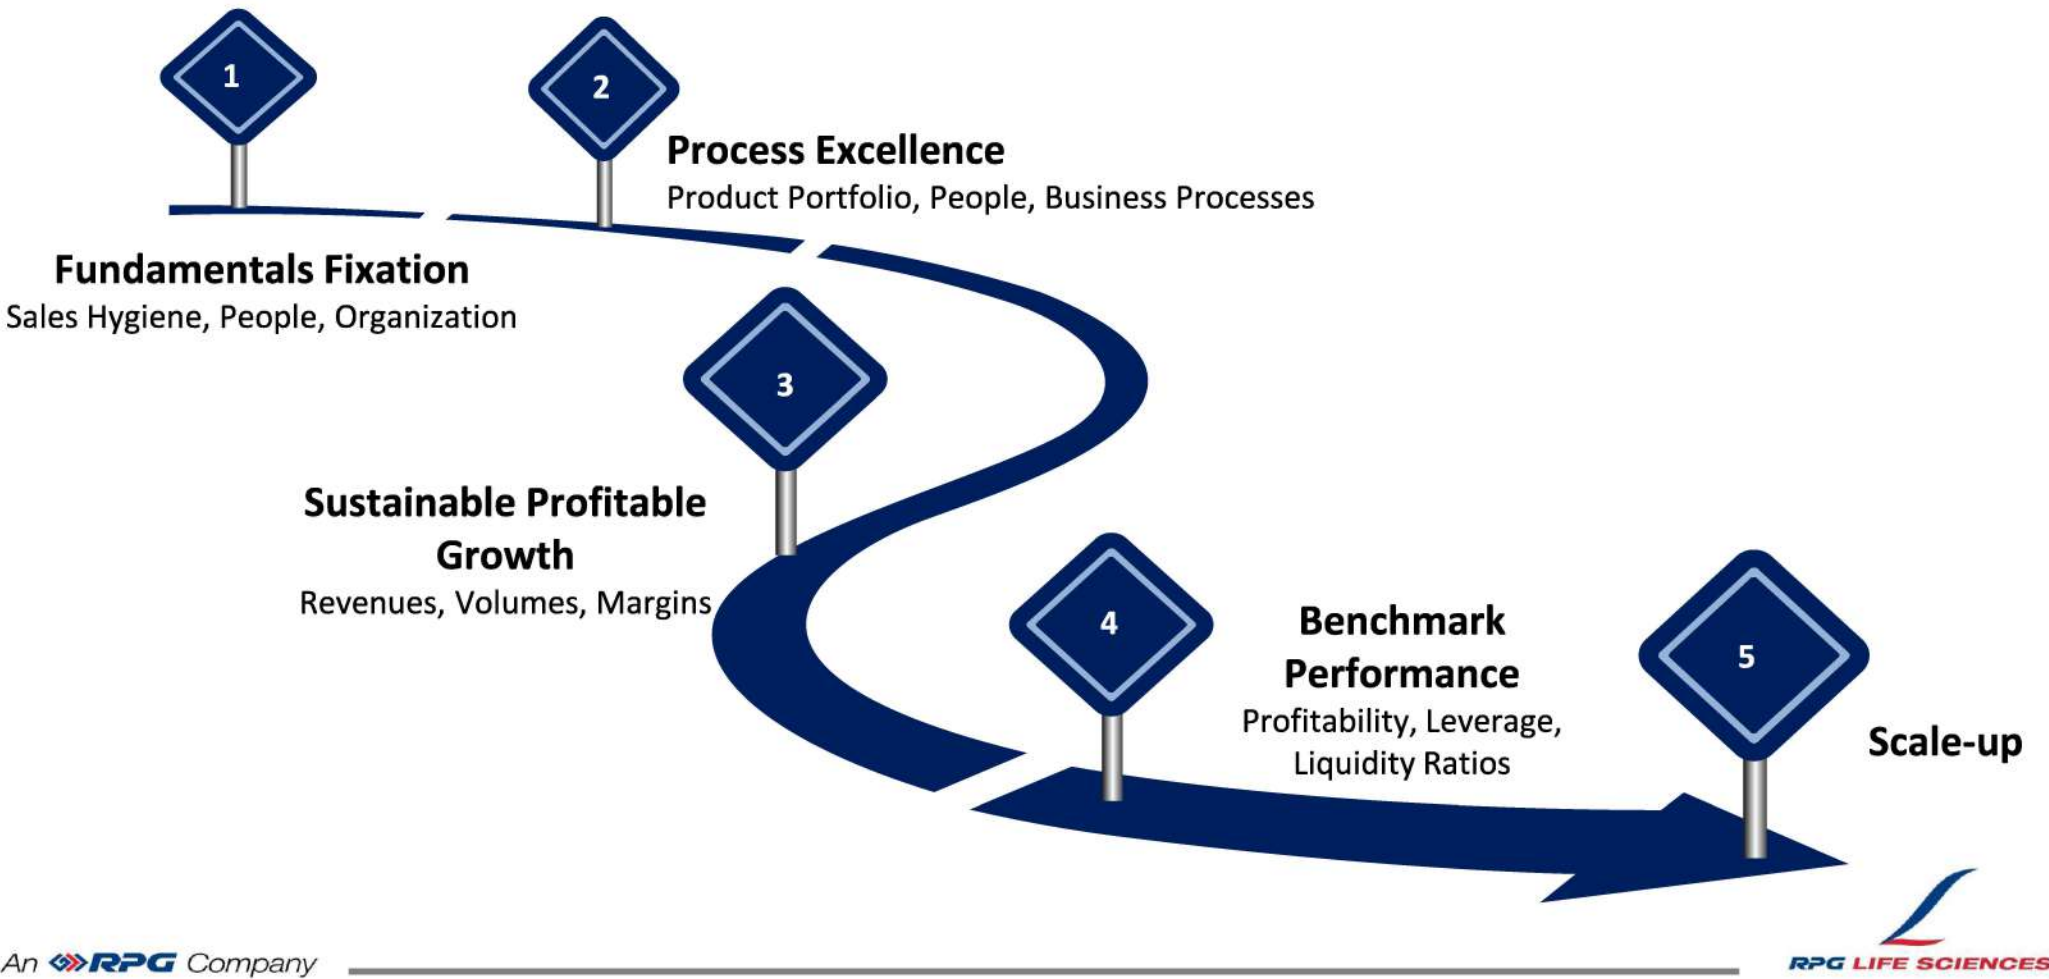 1
Fundamentals Fixation
Sales Hygiene, People, Organization
2
Process Excellence
Product Portfolio, People, Business Processes
3
Sustainable Profitable
Growth
Revenues, Volumes, Margins
4
Benchmark
Performance
Profitability, Leverage,
Liquidity Ratios
5
Scale-up
An RPG Company
RPG LIFE SCIENCES